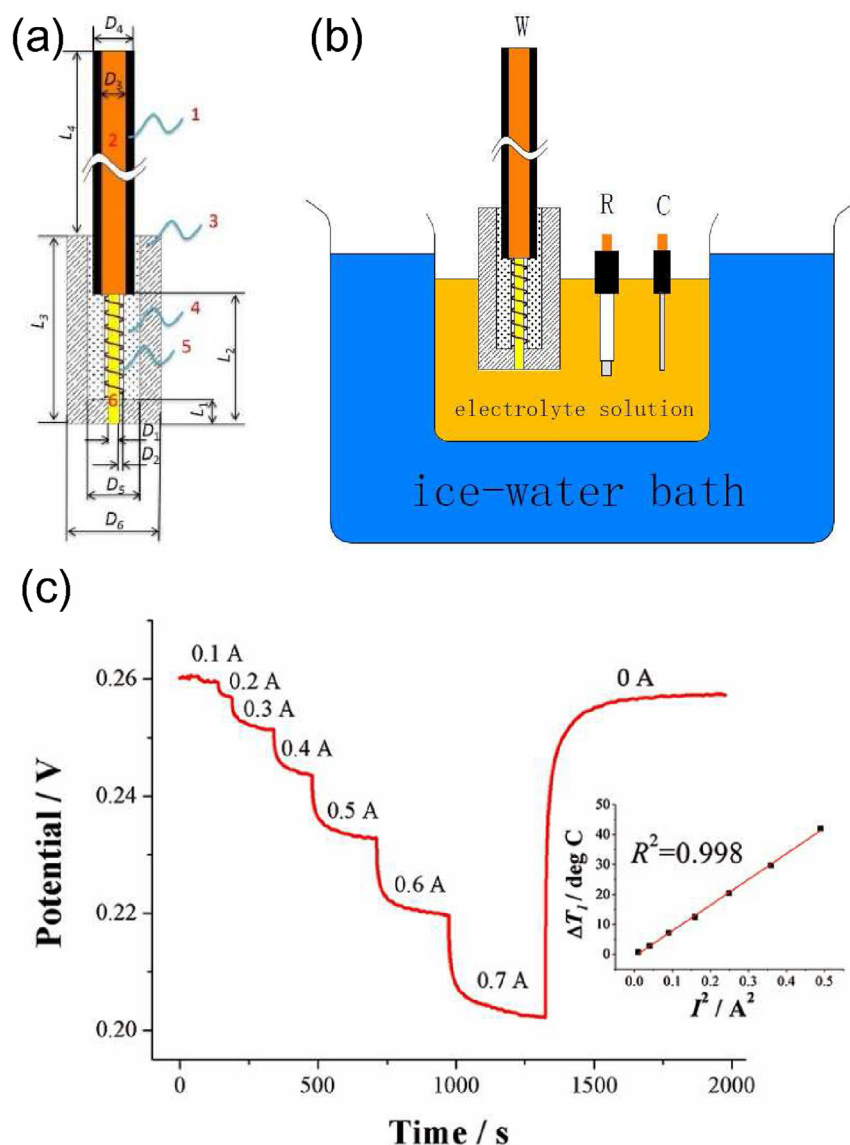 (a)
D4
D3
L4
1
2
3
L3
4
L2
5
6
L1
D1
D2
D5
D6
(b)
W
R
C
electrolyte solution
ice-water bath
(c)
Potential / V
0.26
0.24
0.22
0.20
0.1 A
0.2 A
0.3 A
0.4 A
0.5 A
0.6 A
0.7 A
0 A
ΔT1 / deg C
50
40
30
20
10
0
R²=0.998
0.0 0.1 0.2 0.3 0.4 0.5
I² / A²
0 500 1000 1500 2000
Time / s